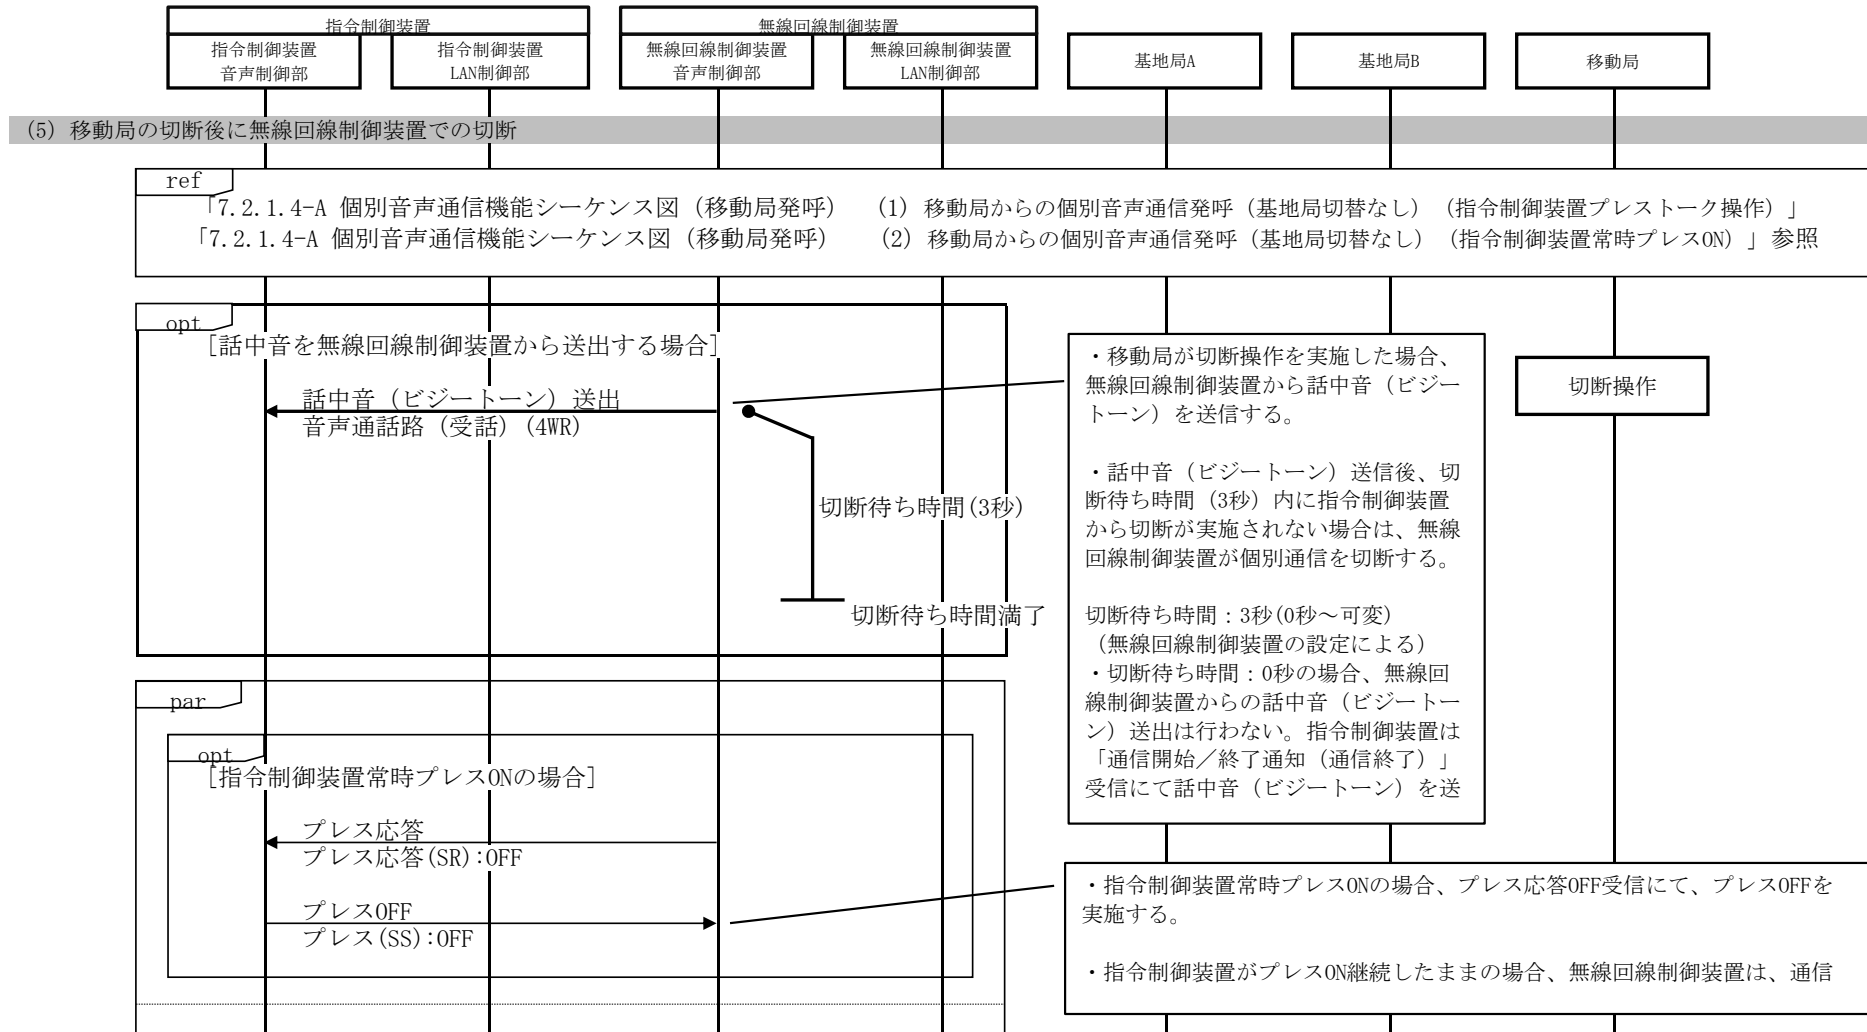 指令制御装置
無線回線制御装置
指令制御装置
音声制御部
指令制御装置
LAN制御部
無線回線制御装置
音声制御部
無線回線制御装置
LAN制御部
基地局A
基地局B
移動局
(5) 移動局の切断後に無線回線制御装置での切断
ref
「7.2.1.4-A 個別音声通信機能シーケンス図（移動局発呼） (1) 移動局からの個別音声通信発呼（基地局切替なし）（指令制御装置プレストーク操作）」
「7.2.1.4-A 個別音声通信機能シーケンス図（移動局発呼） (2) 移動局からの個別音声通信発呼（基地局切替なし）（指令制御装置常時プレスON）」参照
opt
[話中音を無線回線制御装置から送出する場合]
話中音（ビジートーン）送出
音声通話路（受話）(4WR)
切断待ち時間(3秒)
切断待ち時間満了
・移動局が切断操作を実施した場合、
無線回線制御装置から話中音（ビジー
トーン）を送信する。
・話中音（ビジートーン）送信後、切
断待ち時間（3秒）内に指令制御装置
から切断が実施されない場合は、無線
回線制御装置が個別通信を切断する。
切断待ち時間：3秒(0秒～可変)
（無線回線制御装置の設定による）
・切断待ち時間：0秒の場合、無線回
線制御装置からの話中音（ビジートー
ン）送出は行わない。指令制御装置は
「通信開始／終了通知（通信終了）」
受信にて話中音（ビジートーン）を送
切断操作
par
opt
[指令制御装置常時プレスONの場合]
プレス応答
プレス応答(SR):OFF
プレスOFF
プレス(SS):OFF
・指令制御装置常時プレスONの場合、プレス応答OFF受信にて、プレスOFFを
実施する。
・指令制御装置がプレスON継続したままの場合、無線回線制御装置は、通信